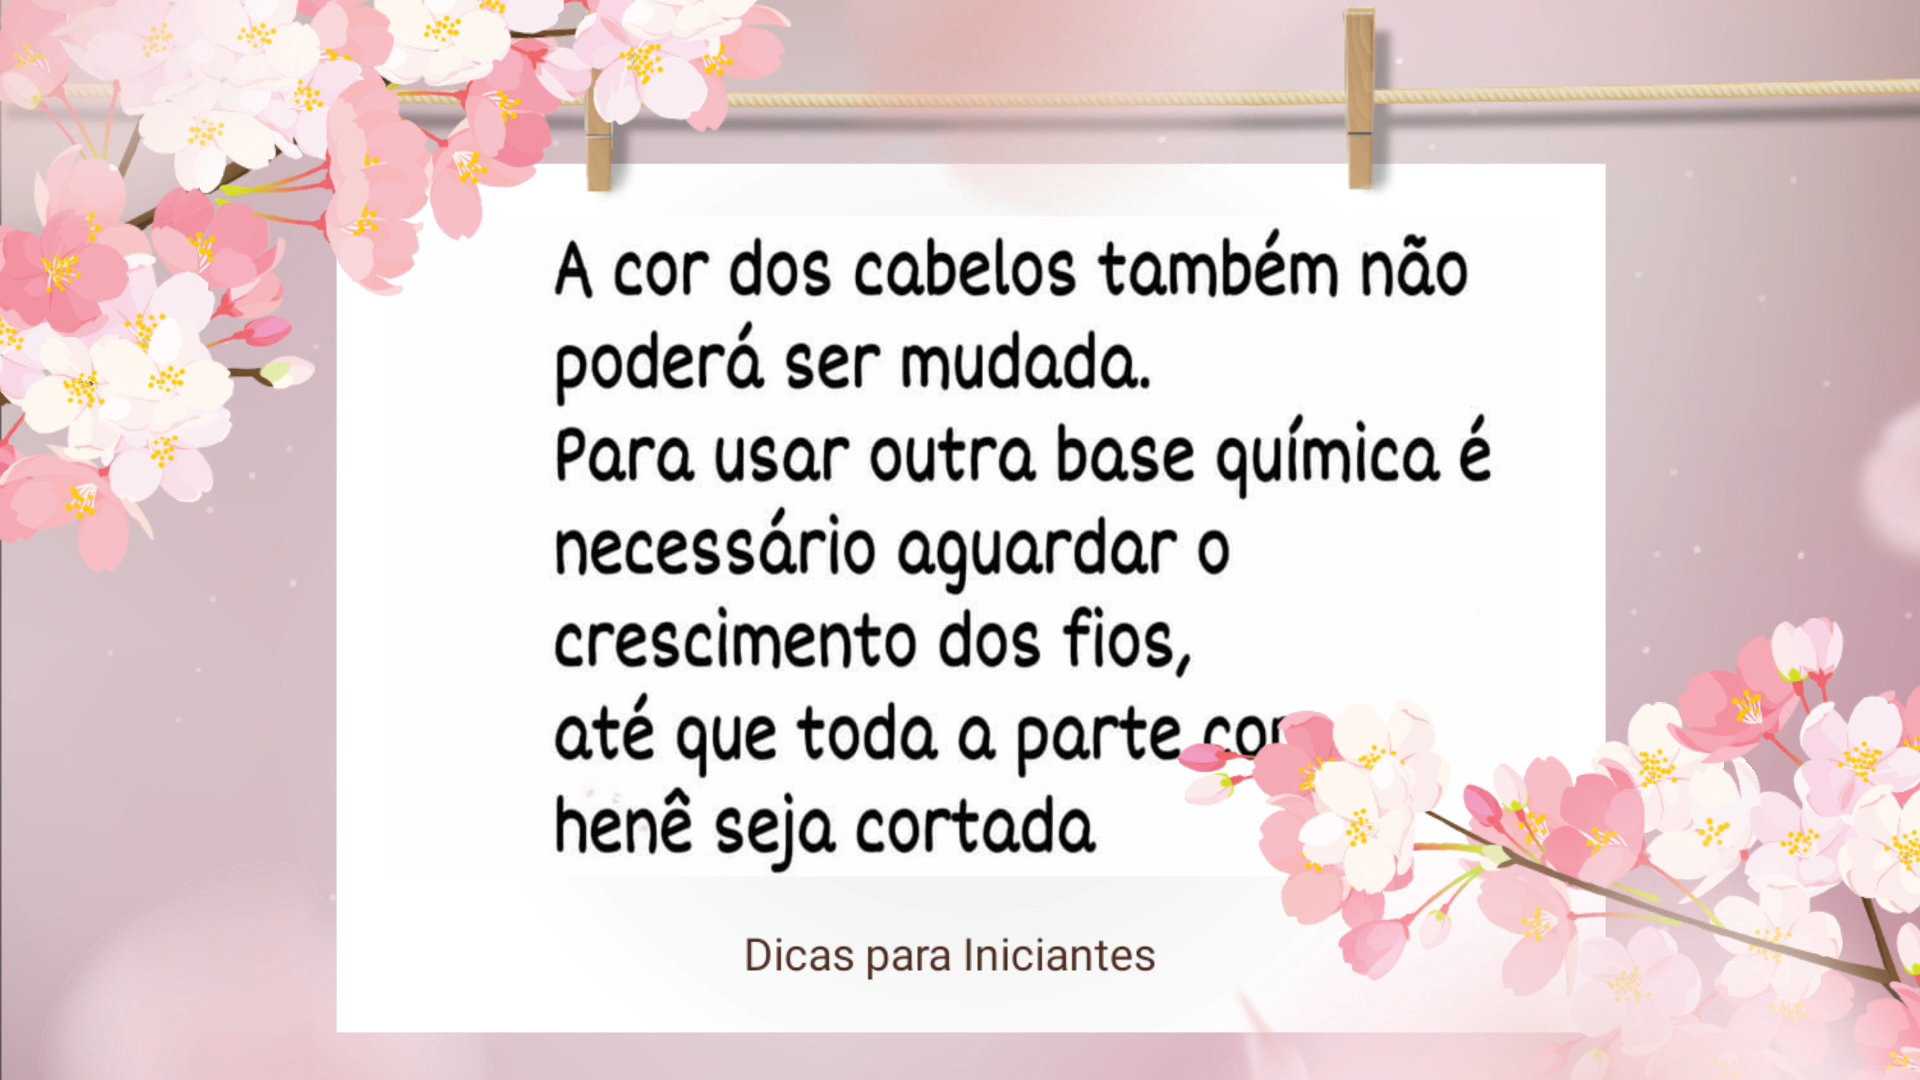 A cor dos cabelos também não
poderá ser mudada.
Para usar outra base química é
necessário aguardar o
crescimento dos fios,
até que toda a parte
henê seja cortada
Dicas para Iniciantes